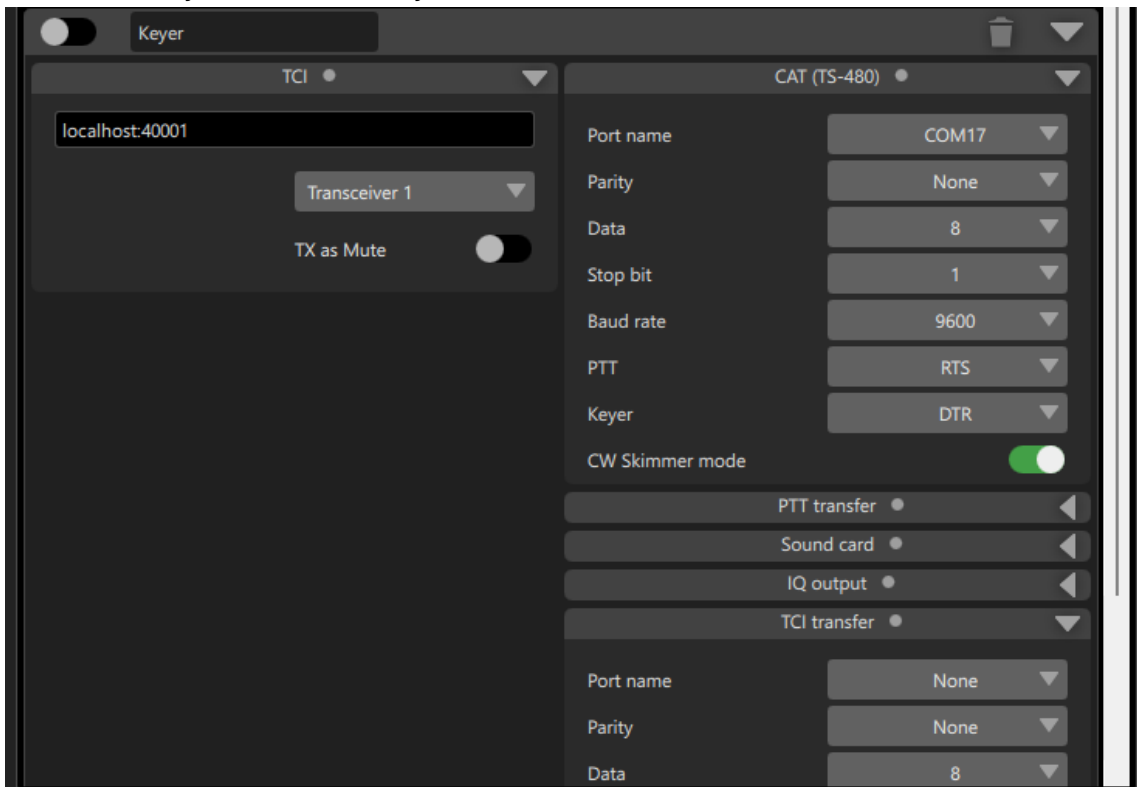 Keyer
TCI
localhost:40001
Transceiver 1
TX as Mute
CAT (TS-480)
Port name COM17
Parity None
Data 8
Stop bit 1
Baud rate 9600
PTT RTS
Keyer DTR
CW Skimmer mode
PTT transfer
Sound card
IQ output
TCI transfer
Port name None
Parity None
Data 8